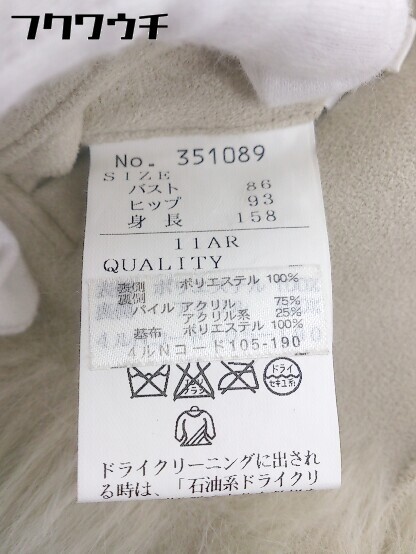 フクワウチ
No. 351089
SIZE
バスト 86
ヒップ 93
身長 158
11AR
QUALITY
表側 ポリエステル 100%
裏側
パイル アクリル 75%
アクリル系 25%
基布 ポリエステル 100%
4ルNコード105-190
ドライ
セキユ系
ドライクリーニングに出され
る時は、「石油系ドライクリ